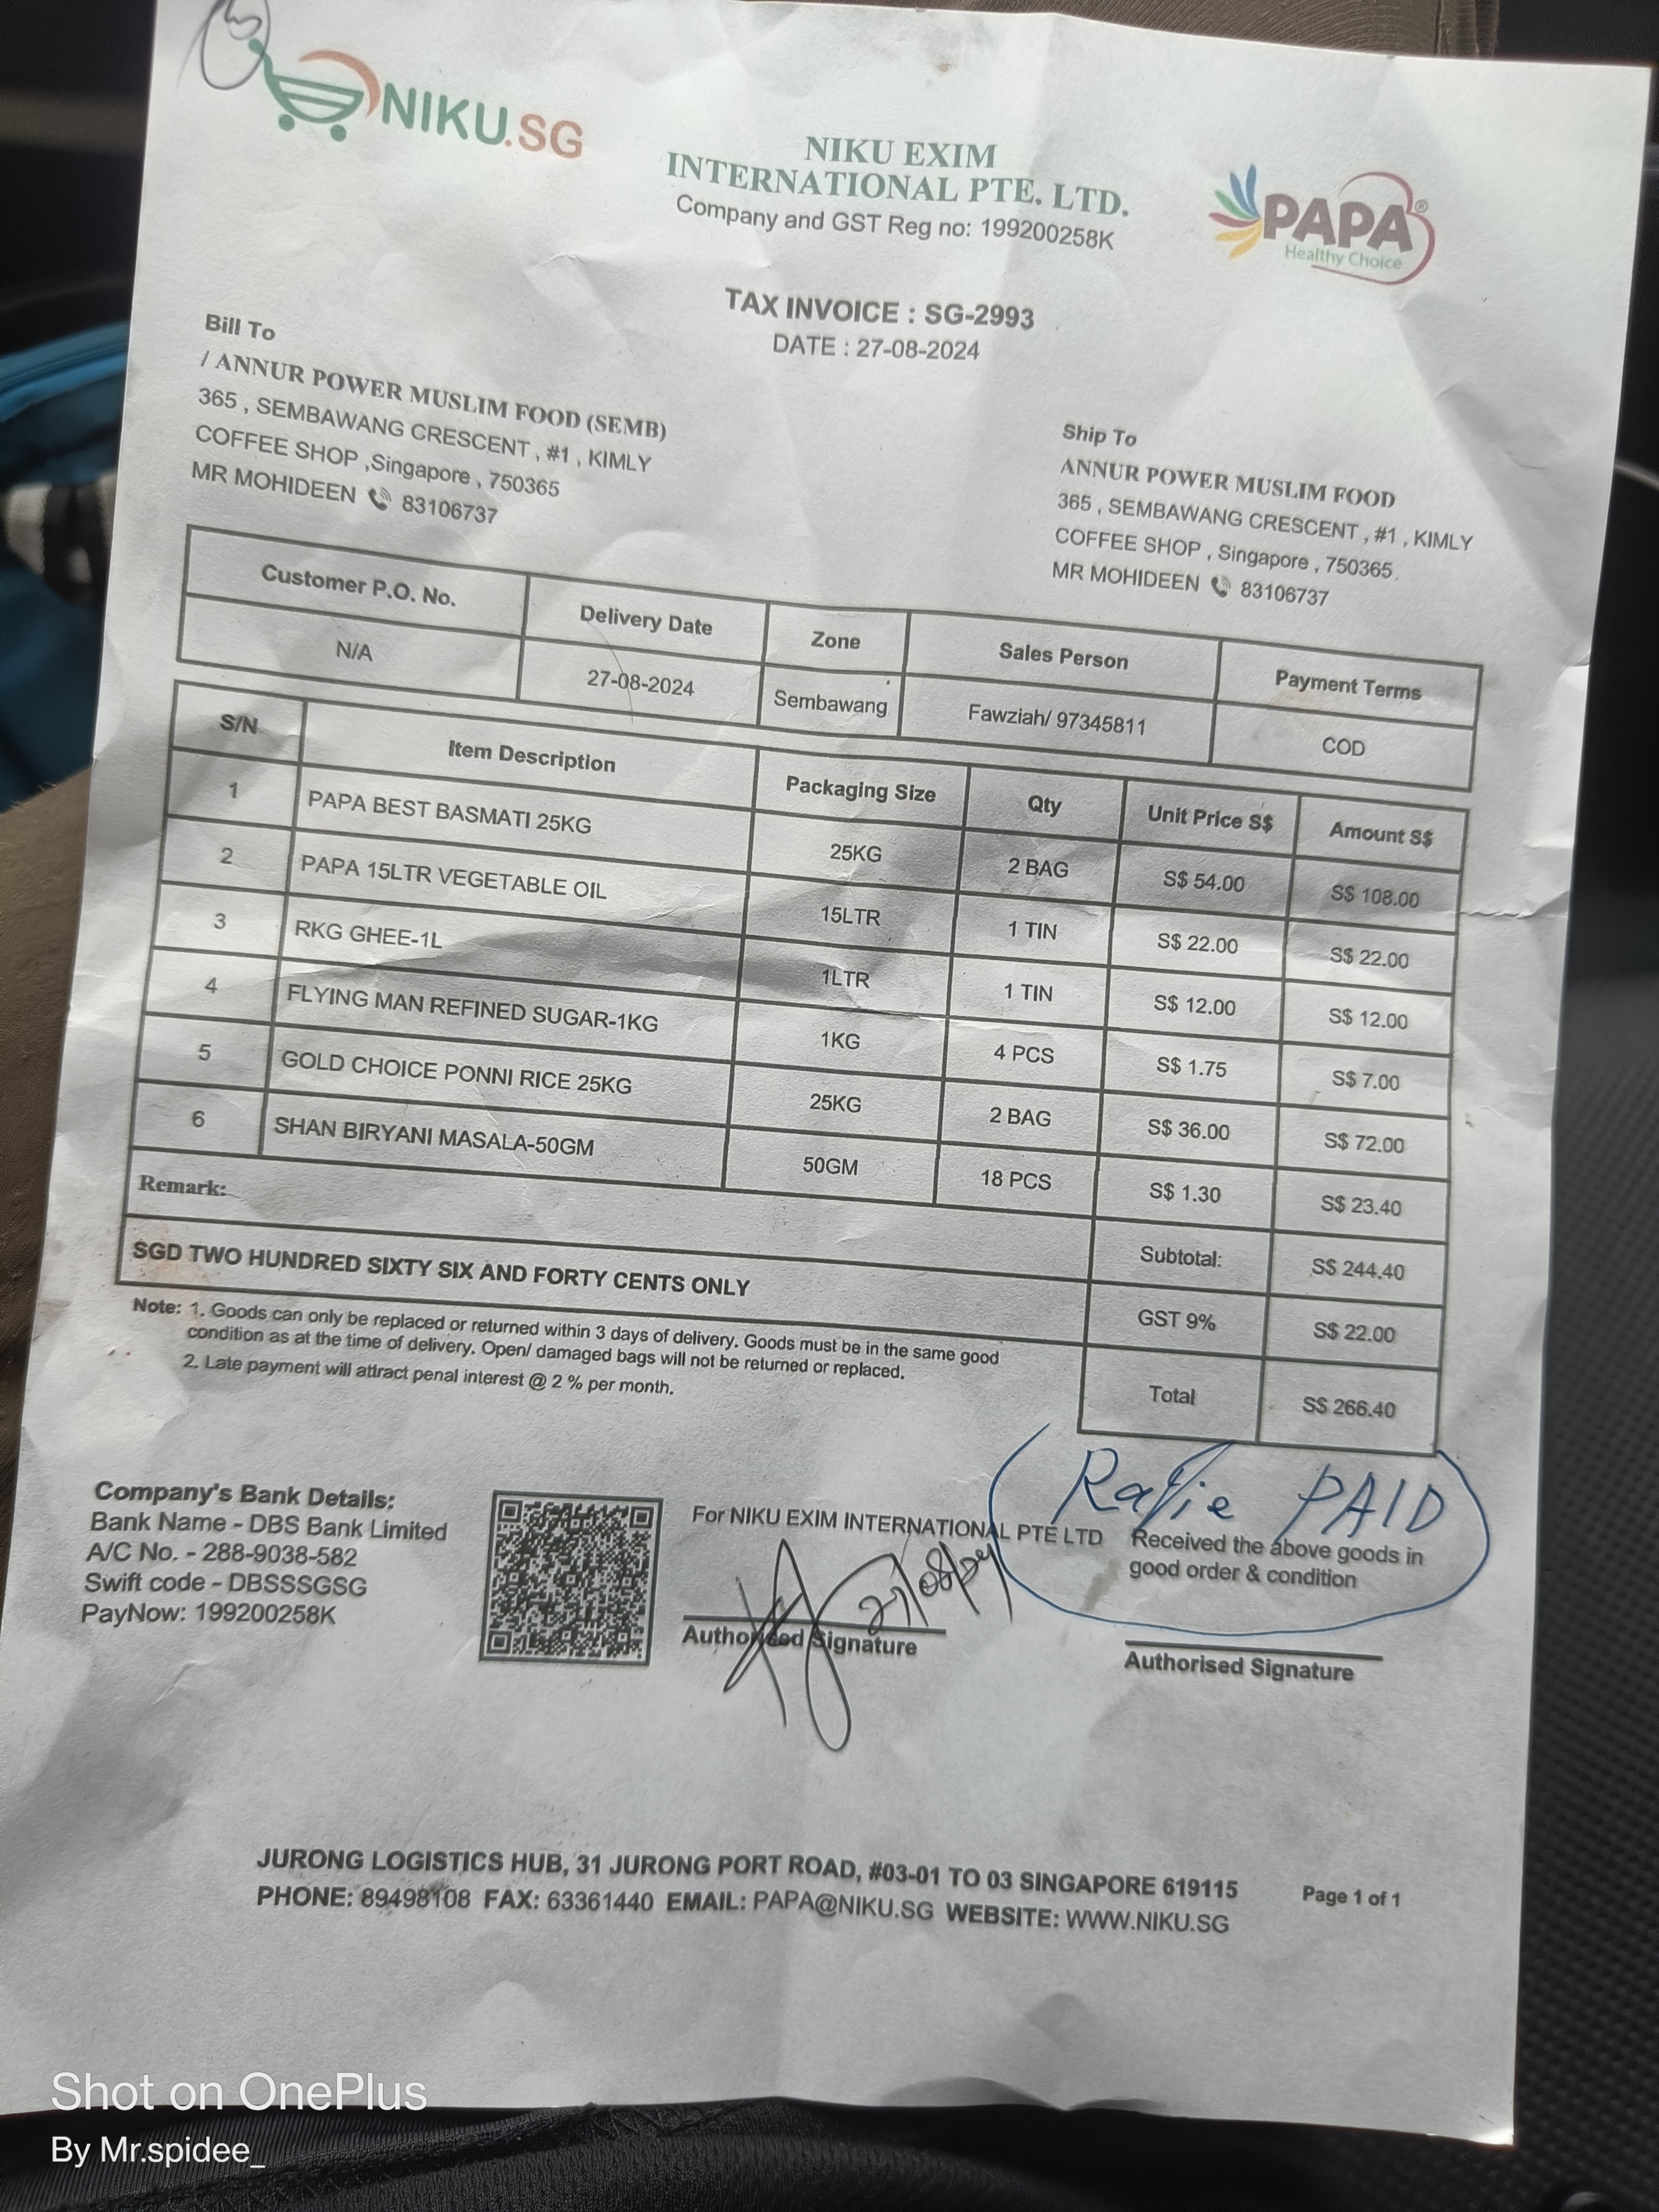 NIKU.SG
NIKU EXIM
INTERNATIONAL PTE. LTD.
Company and GST Reg no: 199200258K
PAPA®
Healthy Choice
TAX INVOICE : SG-2993
DATE : 27-08-2024
Bill To
/ ANNUR POWER MUSLIM FOOD (SEMB)
365 , SEMBAWANG CRESCENT , #1 , KIMLY
COFFEE SHOP ,Singapore , 750365
MR MOHIDEEN 83106737
Ship To
ANNUR POWER MUSLIM FOOD
365 , SEMBAWANG CRESCENT , #1 , KIMLY
COFFEE SHOP , Singapore , 750365
MR MOHIDEEN 83106737
Customer P.O. No. Delivery Date Zone Sales Person Payment Terms
N/A 27-08-2024 Sembawang Fawziah/ 97345811 COD
S/N Item Description Packaging Size Qty Unit Price S$ Amount S$
1 PAPA BEST BASMATI 25KG 25KG 2 BAG S$ 54.00 S$ 108.00
2 PAPA 15LTR VEGETABLE OIL 15LTR 1 TIN S$ 22.00 S$ 22.00
3 RKG GHEE-1L 1LTR 1 TIN S$ 12.00 S$ 12.00
4 FLYING MAN REFINED SUGAR-1KG 1KG 4 PCS S$ 1.75 S$ 7.00
5 GOLD CHOICE PONNI RICE 25KG 25KG 2 BAG S$ 36.00 S$ 72.00
6 SHAN BIRYANI MASALA-50GM 50GM 18 PCS S$ 1.30 S$ 23.40
Remark:
Subtotal: S$ 244.40
SGD TWO HUNDRED SIXTY SIX AND FORTY CENTS ONLY
GST 9% S$ 22.00
Total S$ 266.40
Note: 1. Goods can only be replaced or returned within 3 days of delivery. Goods must be in the same good
condition as at the time of delivery. Open/ damaged bags will not be returned or replaced.
2. Late payment will attract penal interest @ 2 % per month.
Company's Bank Details:
Bank Name - DBS Bank Limited
A/C No. - 288-9038-582
Swift code - DBSSSGSG
PayNow: 199200258K
For NIKU EXIM INTERNATIONAL PTE LTD
27/08/24
Authorised Signature
PAID
Received the above goods in
good order & condition
Authorised Signature
JURONG LOGISTICS HUB, 31 JURONG PORT ROAD, #03-01 TO 03 SINGAPORE 619115
PHONE: 89498108 FAX: 63361440 EMAIL: PAPA@NIKU.SG WEBSITE: WWW.NIKU.SG
Page 1 of 1
Shot on OnePlus
By Mr.spidee_